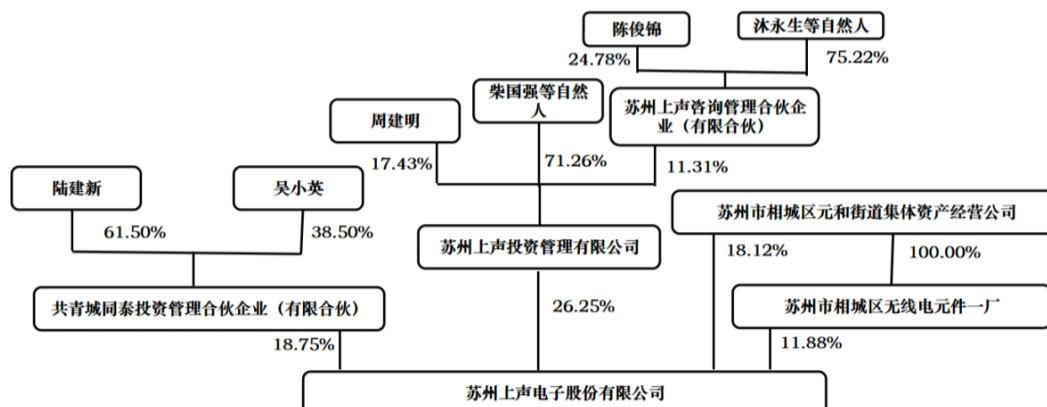 陈俊锦
沐永生等自然人
24.78%
75.22%
柴国强等自然
人
苏州上声咨询管理合伙企
业（有限合伙）
周建明
17.43%
71.26%
11.31%
陆建新
吴小英
苏州市相城区元和街道集体资产经营公司
61.50%
38.50%
苏州上声投资管理有限公司
18.12%
100.00%
共青城同泰投资管理合伙企业（有限合伙）
26.25%
苏州市相城区无线电元件一厂
18.75%
11.88%
苏州上声电子股份有限公司